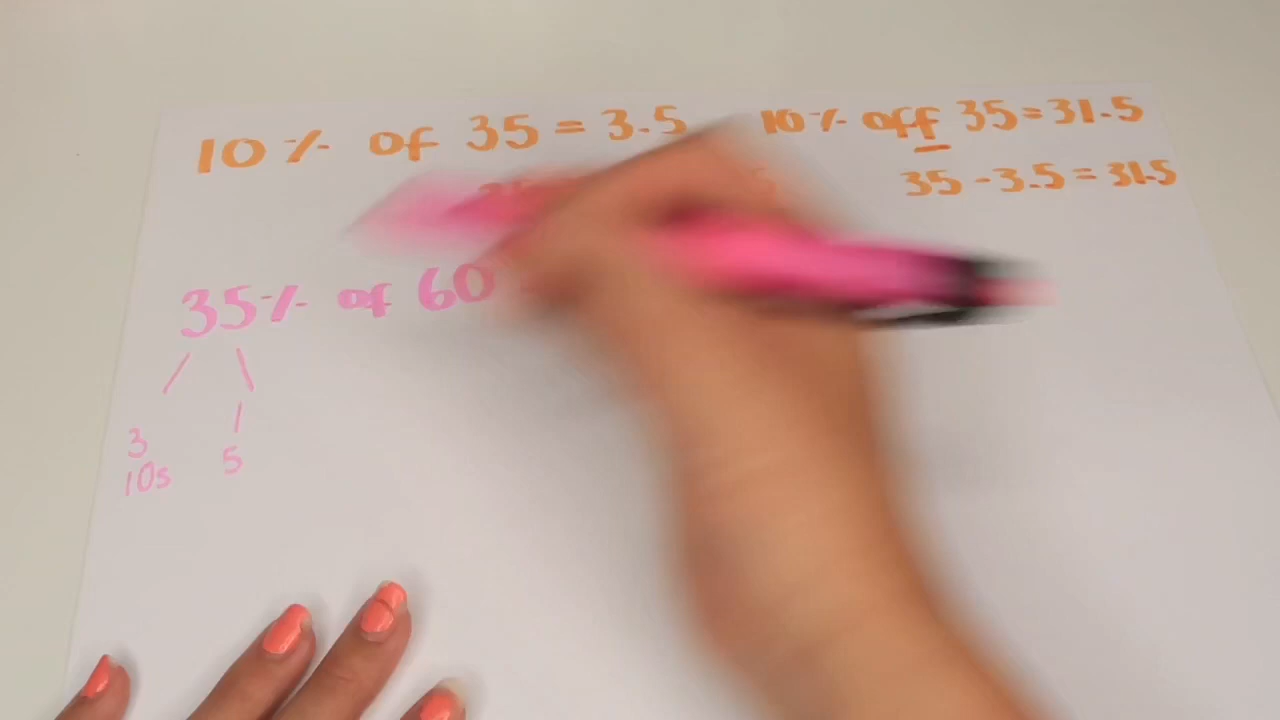 10% of 35 = 3.5
10% off 35 = 31.5
35 - 3.5 = 31.5
35% of 60
3 5
10s